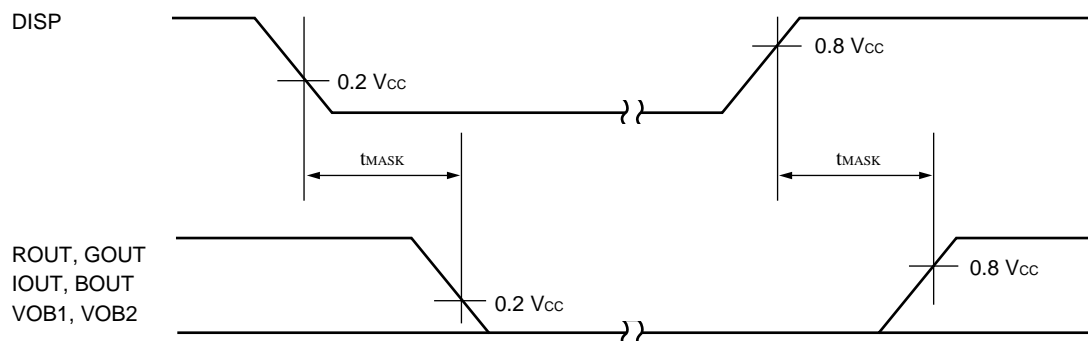 DISP
0.8 VCC
0.2 VCC
tMASK
tMASK
ROUT, GOUT
IOUT, BOUT
VOB1, VOB2
0.8 VCC
0.2 VCC